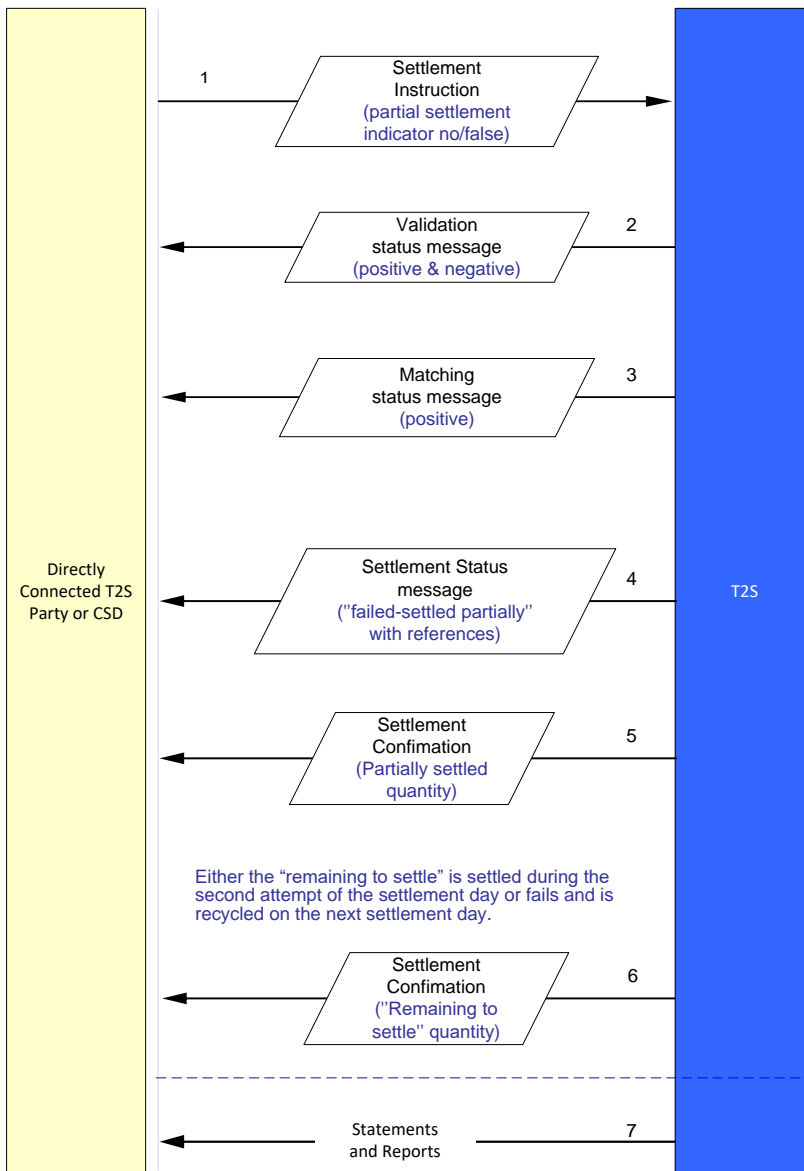 1
Settlement
Instruction
(partial settlement
indicator no/false)
Validation
status message
(positive & negative)
2
Matching
status message
(positive)
3
Directly
Connected T2S
Party or CSD
Settlement Status
message
("failed-settled partially"
with references)
4
T2S
Settlement
Confimation
(Partially settled
quantity)
5
Either the “remaining to settle” is settled during the
second attempt of the settlement day or fails and is
recycled on the next settlement day.
Settlement
Confimation
("Remaining to
settle" quantity)
6
Statements
and Reports
7